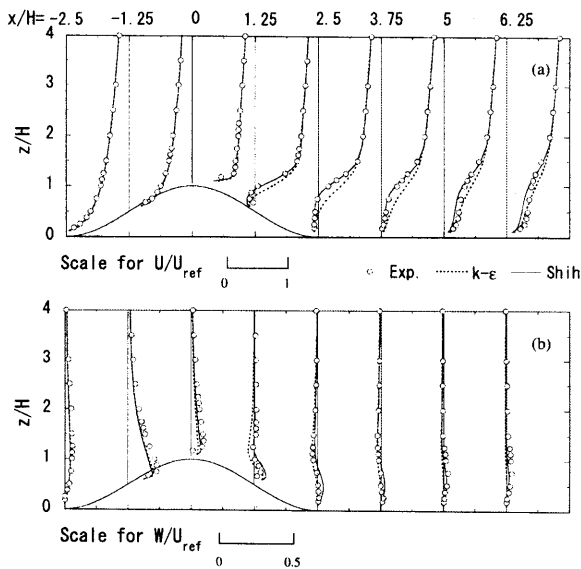 x/H= -2.5 -1.25 0 1.25 2.5 3.75 5 6.25
4
3
2
1
0
z/H
(a)
Scale for U/U_ref
0 1
Exp. k-ε Shih
4
3
2
1
0
z/H
(b)
Scale for W/U_ref
0 0.5